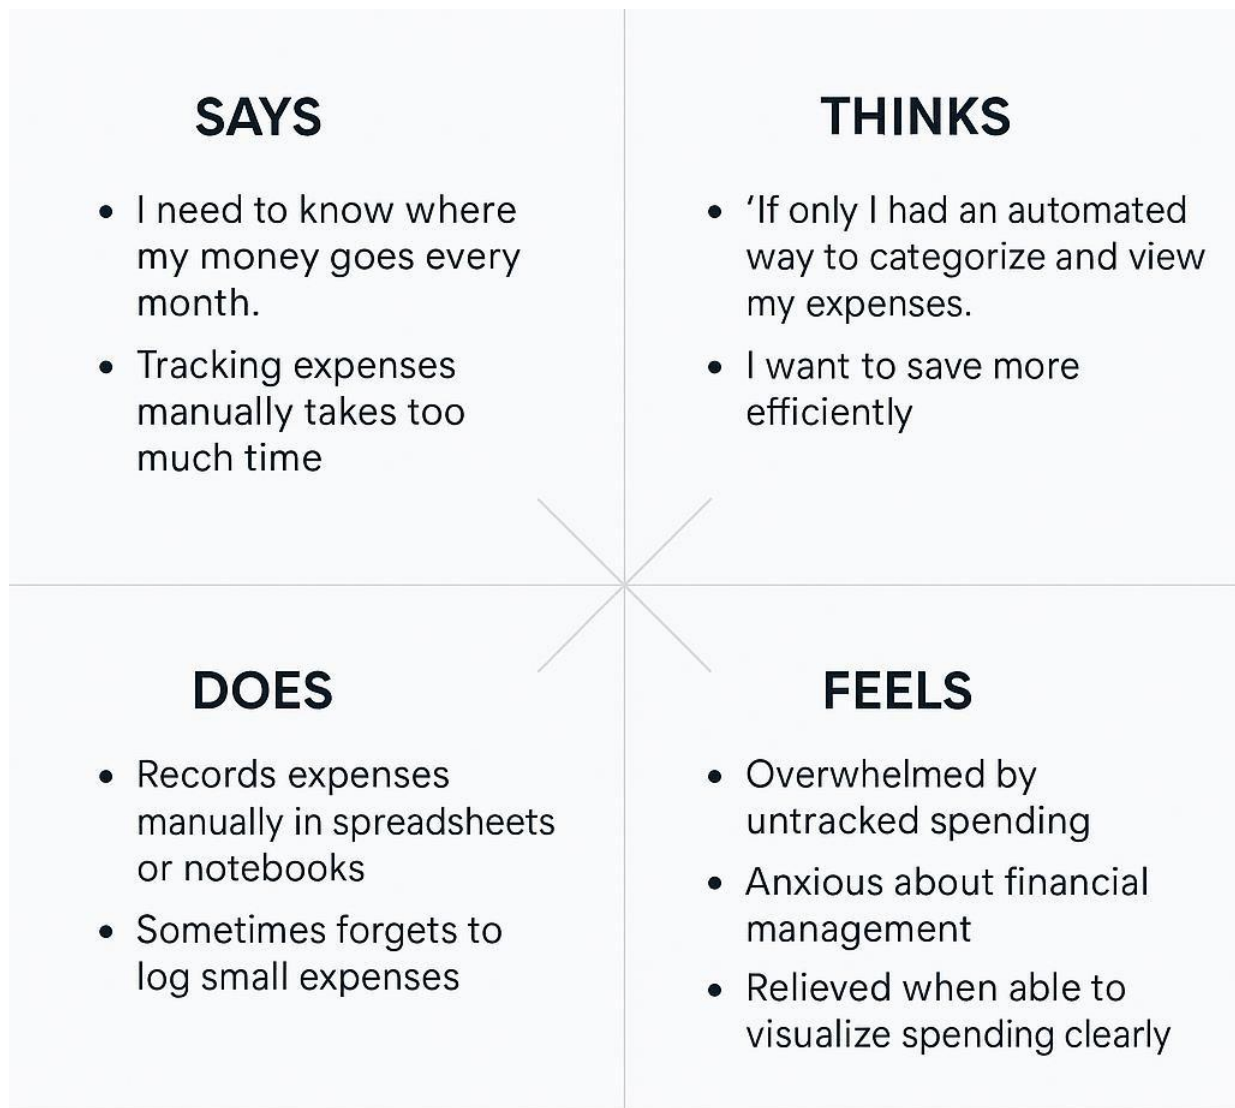 SAYS
• I need to know where
my money goes every
month.
• Tracking expenses
manually takes too
much time
THINKS
• ‘If only I had an automated
way to categorize and view
my expenses.
• I want to save more
efficiently
DOES
• Records expenses
manually in spreadsheets
or notebooks
• Sometimes forgets to
log small expenses
FEELS
• Overwhelmed by
untracked spending
• Anxious about financial
management
• Relieved when able to
visualize spending clearly